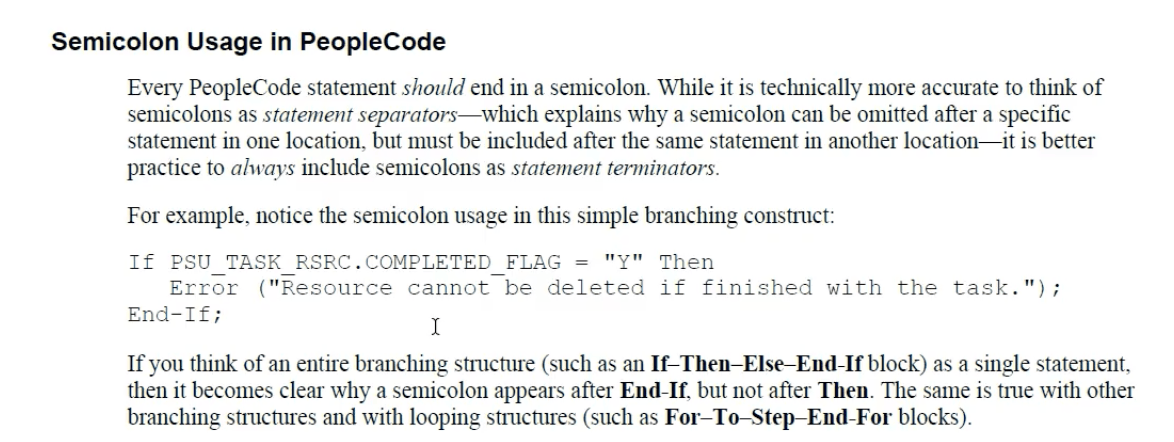 Semicolon Usage in PeopleCode
Every PeopleCode statement should end in a semicolon. While it is technically more accurate to think of
semicolons as statement separators—which explains why a semicolon can be omitted after a specific
statement in one location, but must be included after the same statement in another location—it is better
practice to always include semicolons as statement terminators.
For example, notice the semicolon usage in this simple branching construct:
If PSU_TASK_RSRC.COMPLETED_FLAG = "Y" Then
   Error ("Resource cannot be deleted if finished with the task.");
End-If;
If you think of an entire branching structure (such as an If–Then–Else–End-If block) as a single statement,
then it becomes clear why a semicolon appears after End-If, but not after Then. The same is true with other
branching structures and with looping structures (such as For–To–Step–End-For blocks).